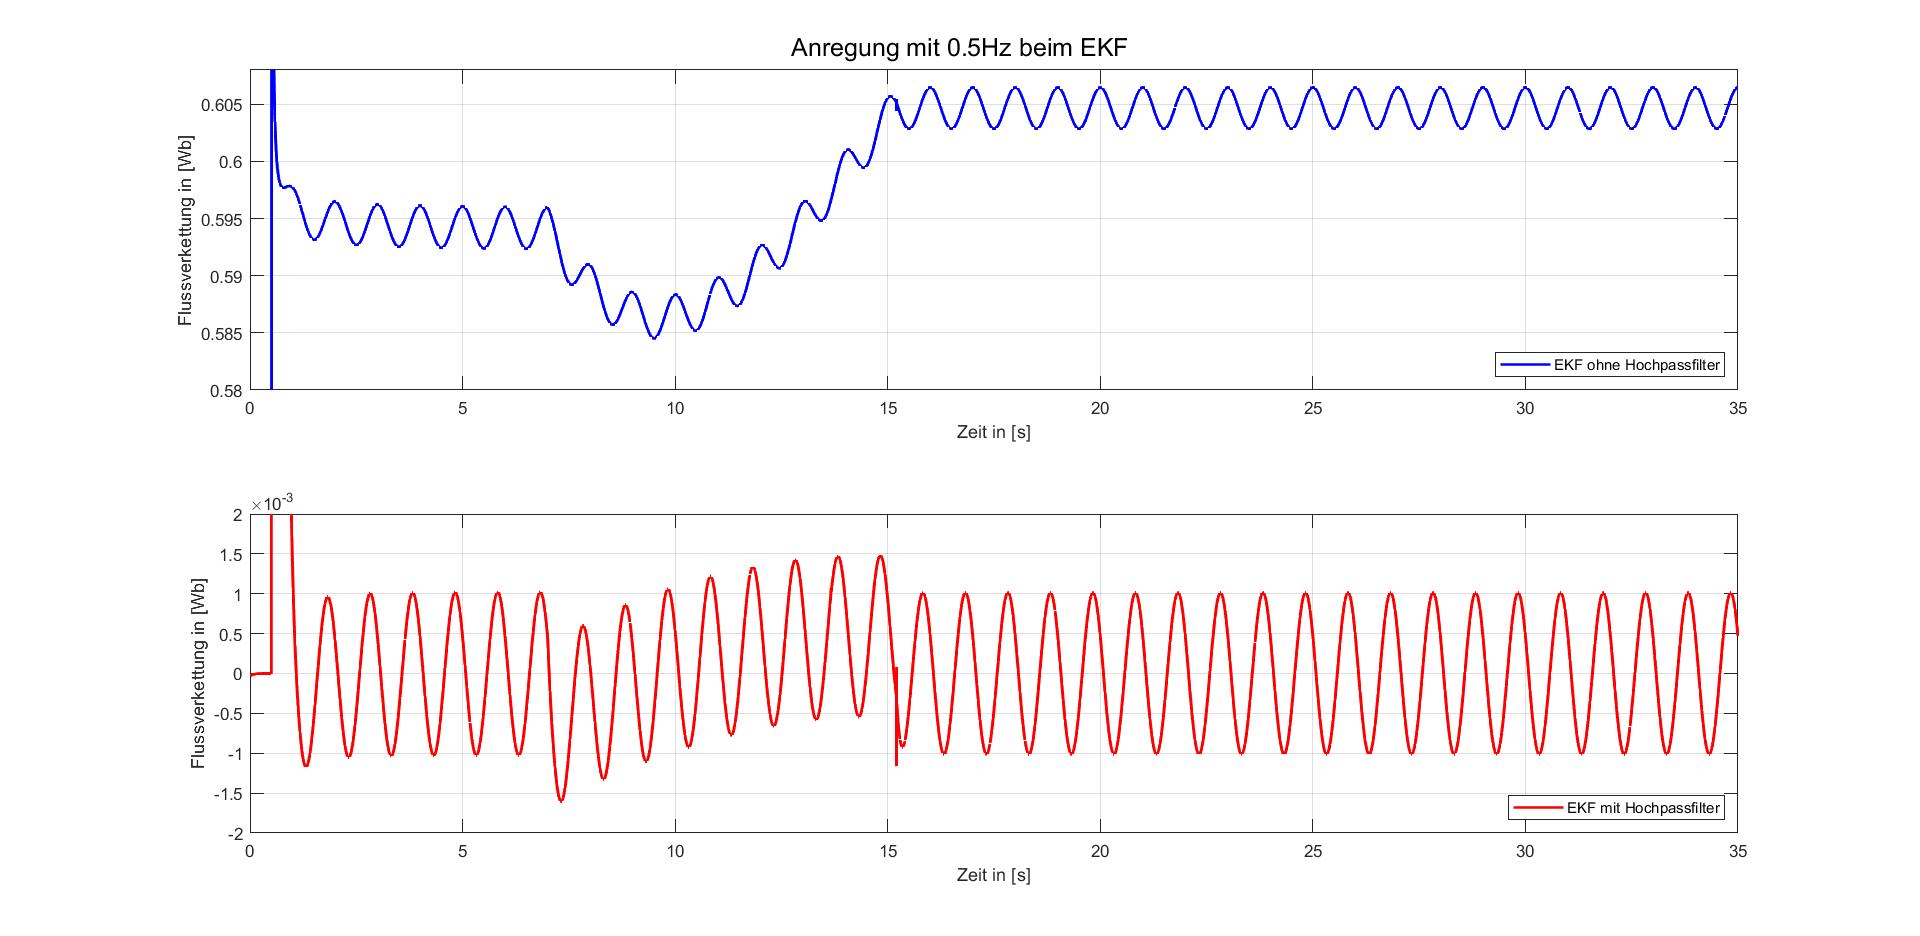 Anregung mit 0.5Hz beim EKF
Flussverkettung in [Wb]
0.605
0.6
0.595
0.59
0.585
0.58
EKF ohne Hochpassfilter
0 5 10 15 20 25 30 35
Zeit in [s]
×10⁻³
Flussverkettung in [Wb]
2
1.5
1
0.5
0
-0.5
-1
-1.5
-2
EKF mit Hochpassfilter
0 5 10 15 20 25 30 35
Zeit in [s]